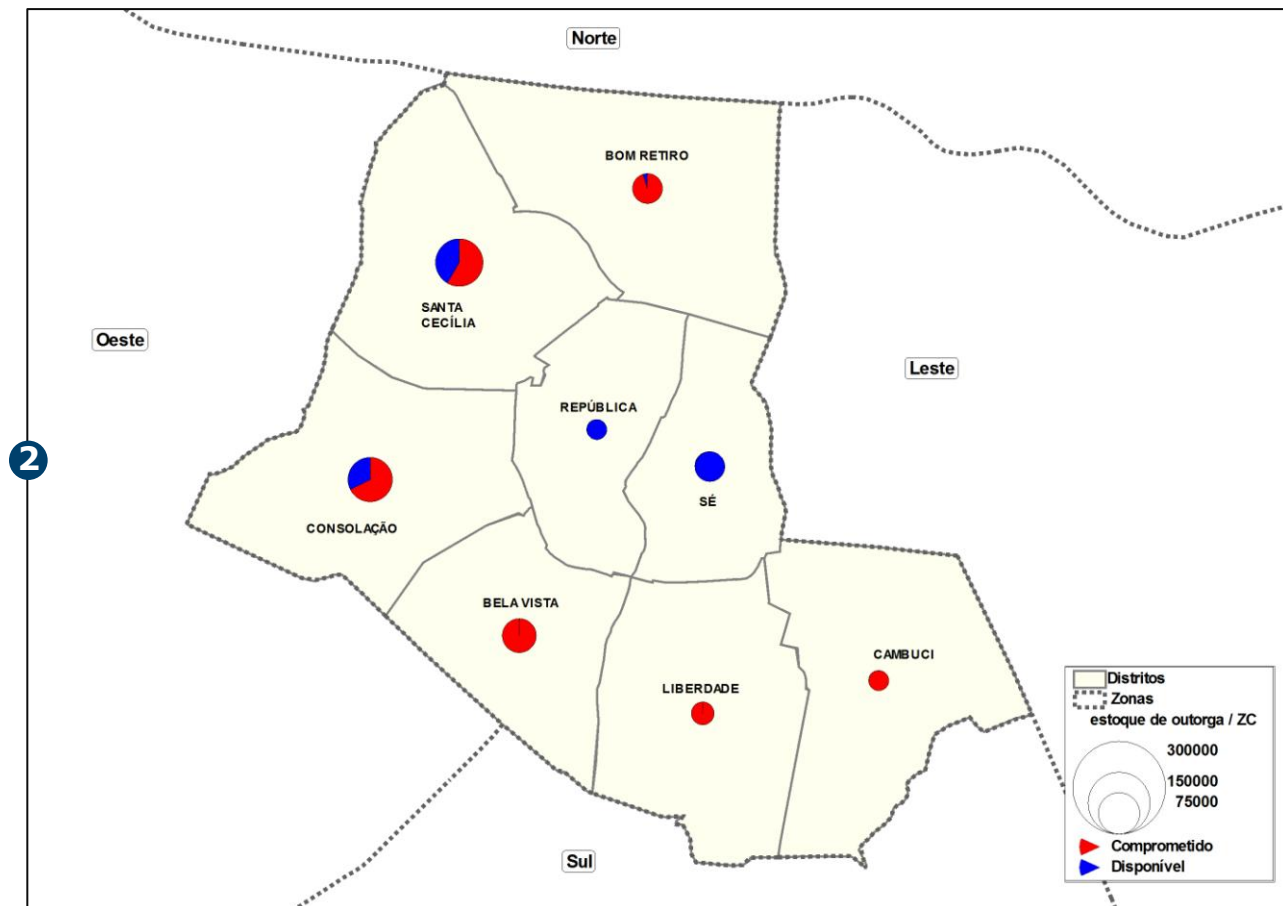 Norte
BOM RETIRO
SANTA
CECÍLIA
Oeste
Leste
REPÚBLICA
2
SÉ
CONSOLAÇÃO
BELA VISTA
CAMBUCI
LIBERDADE
Sul
Distritos
Zonas
estoque de outorga / ZC
300000
150000
75000
Comprometido
Disponível